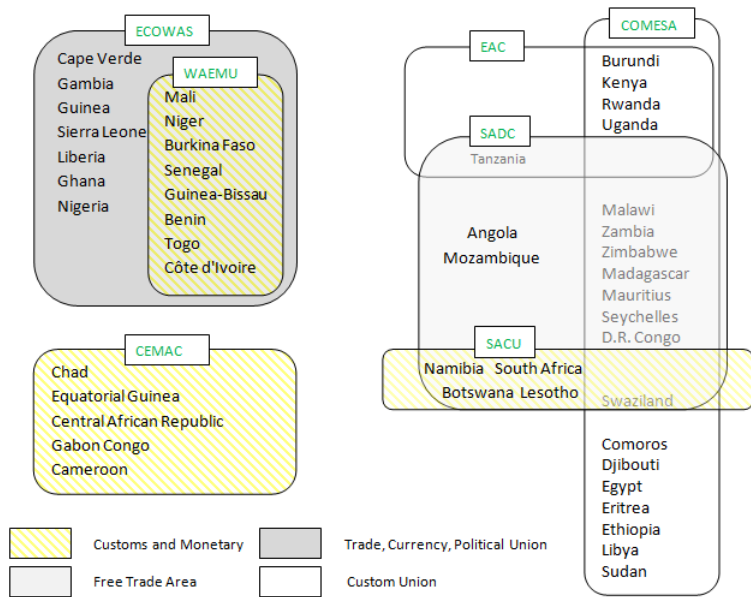 ECOWAS
Cape Verde
Gambia
Guinea
Sierra Leone
Liberia
Ghana
Nigeria
WAEMU
Mali
Niger
Burkina Faso
Senegal
Guinea-Bissau
Benin
Togo
Côte d'Ivoire
CEMAC
Chad
Equatorial Guinea
Central African Republic
Gabon Congo
Cameroon
COMESA
EAC
Burundi
Kenya
Rwanda
Uganda
SADC
Tanzania
Angola
Mozambique
Malawi
Zambia
Zimbabwe
Madagascar
Mauritius
Seychelles
D.R. Congo
SACU
Namibia South Africa
Botswana Lesotho
Swaziland
Comoros
Djibouti
Egypt
Eritrea
Ethiopia
Libya
Sudan
Customs and Monetary
Trade, Currency, Political Union
Free Trade Area
Custom Union